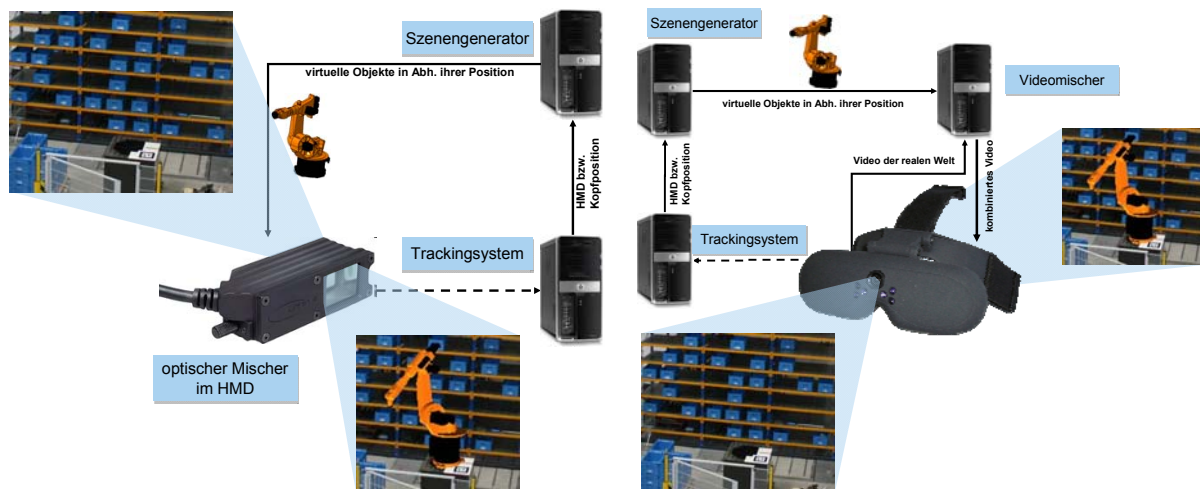 Szenengenerator
virtuelle Objekte in Abh. ihrer Position
HMD bzw.
Kopfposition
Trackingsystem
optischer Mischer
im HMD
Szenengenerator
Videomischer
virtuelle Objekte in Abh. ihrer Position
HMD bzw.
Kopfposition
Video der realen Welt
kombiniertes Video
Trackingsystem